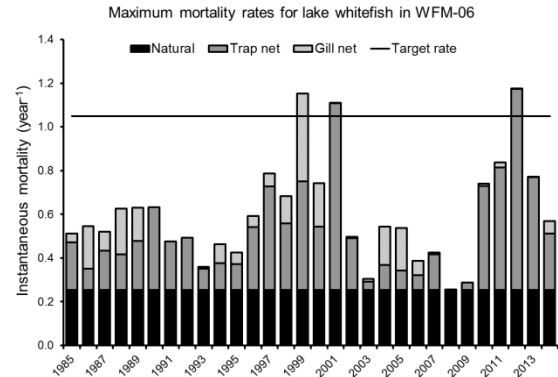 Maximum mortality rates for lake whitefish in WFM-06
Natural Trap net Gill net Target rate
Instantaneous mortality (year⁻¹)
1.4
1.2
1.0
0.8
0.6
0.4
0.2
0.0
1985 1987 1989 1991 1993 1995 1997 1999 2001 2003 2005 2007 2009 2011 2013